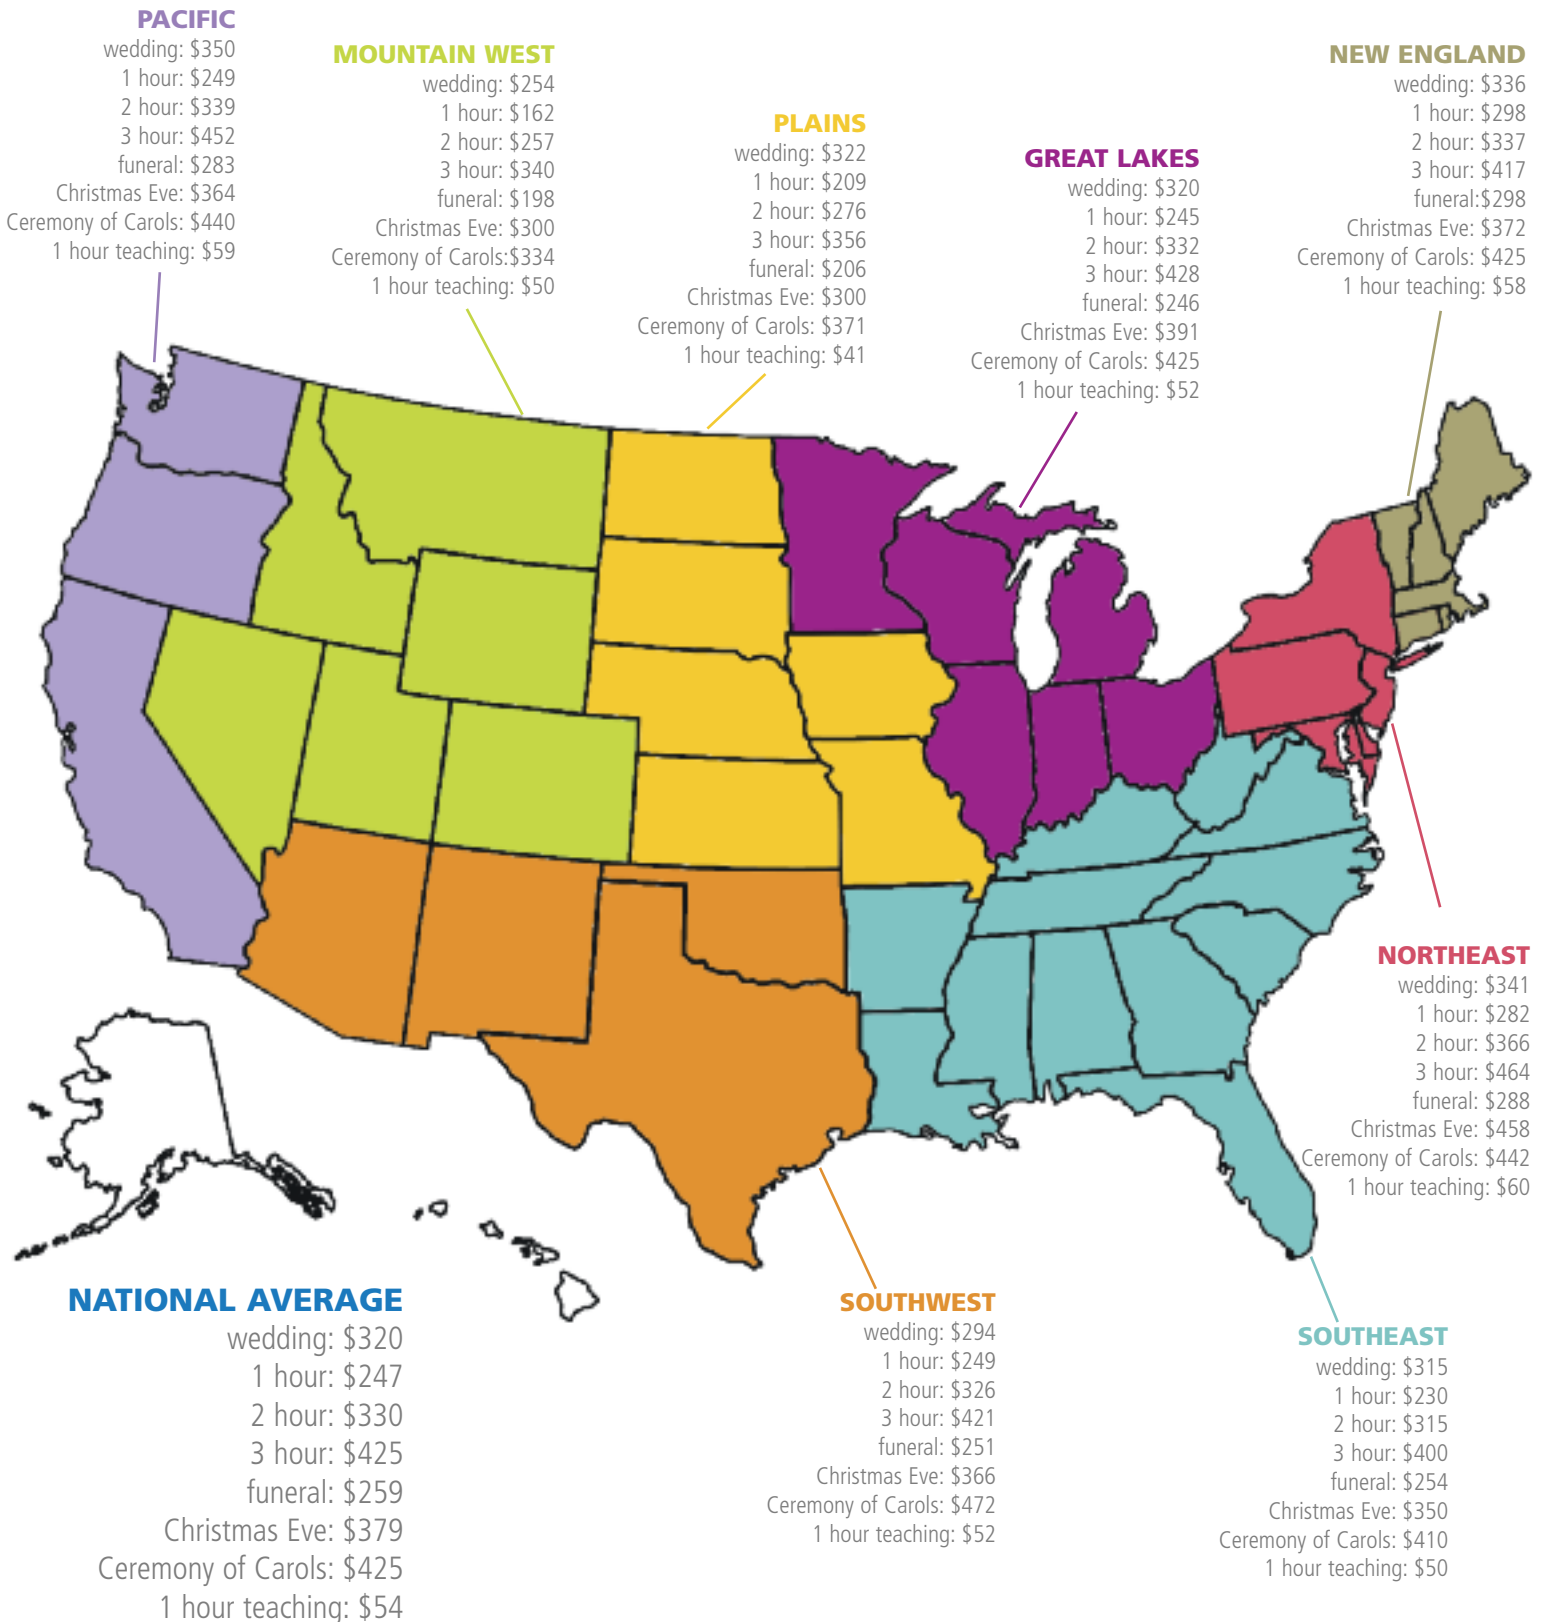 PACIFIC
wedding: $350
1 hour: $249
2 hour: $339
3 hour: $452
funeral: $283
Christmas Eve: $364
Ceremony of Carols: $440
1 hour teaching: $59
MOUNTAIN WEST
wedding: $254
1 hour: $162
2 hour: $257
3 hour: $340
funeral: $198
Christmas Eve: $300
Ceremony of Carols:$334
1 hour teaching: $50
PLAINS
wedding: $322
1 hour: $209
2 hour: $276
3 hour: $356
funeral: $206
Christmas Eve: $300
Ceremony of Carols: $371
1 hour teaching: $41
GREAT LAKES
wedding: $320
1 hour: $245
2 hour: $332
3 hour: $428
funeral: $246
Christmas Eve: $391
Ceremony of Carols: $425
1 hour teaching: $52
NEW ENGLAND
wedding: $336
1 hour: $298
2 hour: $337
3 hour: $417
funeral:$298
Christmas Eve: $372
Ceremony of Carols: $425
1 hour teaching: $58
NORTHEAST
wedding: $341
1 hour: $282
2 hour: $366
3 hour: $464
funeral: $288
Christmas Eve: $458
Ceremony of Carols: $442
1 hour teaching: $60
NATIONAL AVERAGE
wedding: $320
1 hour: $247
2 hour: $330
3 hour: $425
funeral: $259
Christmas Eve: $379
Ceremony of Carols: $425
1 hour teaching: $54
SOUTHWEST
wedding: $294
1 hour: $249
2 hour: $326
3 hour: $421
funeral: $251
Christmas Eve: $366
Ceremony of Carols: $472
1 hour teaching: $52
SOUTHEAST
wedding: $315
1 hour: $230
2 hour: $315
3 hour: $400
funeral: $254
Christmas Eve: $350
Ceremony of Carols: $410
1 hour teaching: $50